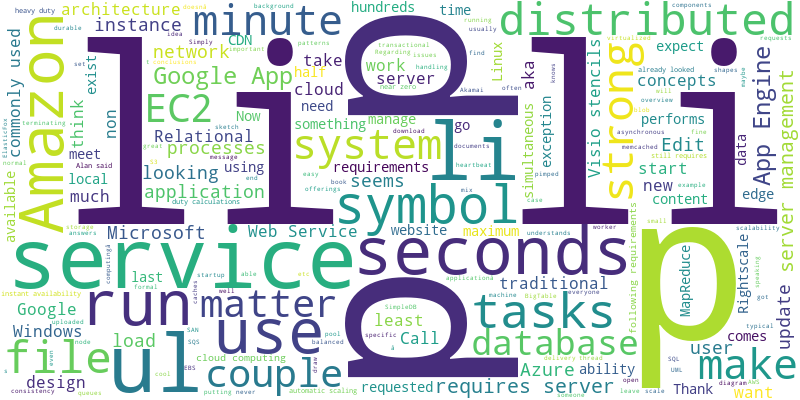 li
li
p
p
service
Amazon
distributed
minute
system
li
symbol
seconds
strong
run
use
matter
tasks
ul
file
couple
database
make
EC2
Google App
App Engine
server management
architecture
instance
hundreds
time
network
CDN
take
half
cloud
need
work
server
Linux
aka
expect
exist
commonly used
think
non
Relational
Now
something
manage
go
simultaneous
exception
Visio stencils
concepts
performs
Edit
start
new
data
edge
content
processes
using
looking
requirements
application
seems
meet
local
much
available
Microsoft
Web Service
website
maximum
traditional
last
Google
Windows
load
design
least
Call
requested
requires server
Azure
ability
user
comes
update
Rightscale
MapReduce
Thank
want
following requirements
cloud computing
automatic scaling
instant availability
delivery thread
heavy duty
background
components
durable
idea
Simply
important
patterns
transactional
Regarding
issues
near zero
handling
running
usually
find
Akamai
often
virtualized
requests
already looked
shapes
will
maybe
overview
asynchronous
memcached
fine
still requires
example
small
scalability
speaking
got
typical
everyone
diagram
AWS
SQL
UML
open
leave
scale
someone
machine
BigTable
worker
understands
case
mix
pimped
heartbeat
documents
download
easy
book
offerings
duty calculations
message
end
sketch
great
normal
terminating
set
Alan said
Elasticfox
storage
answers
startup
able
etc
formal
uploaded
node
caches
well
SAN
SQS
EBS
pool
balanced
specific
SimpleDB
draw
putting
never
cool
consistency
knows